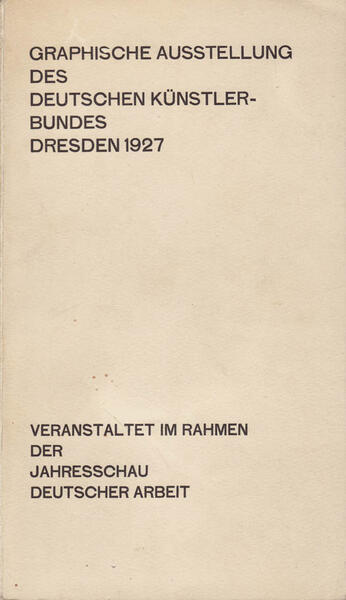 GRAPHISCHE AUSSTELLUNG
DES
DEUTSCHEN KÜNSTLER-
BUNDES
DRESDEN 1927
VERANSTALTET IM RAHMEN
DER
JAHRESSCHAU
DEUTSCHER ARBEIT